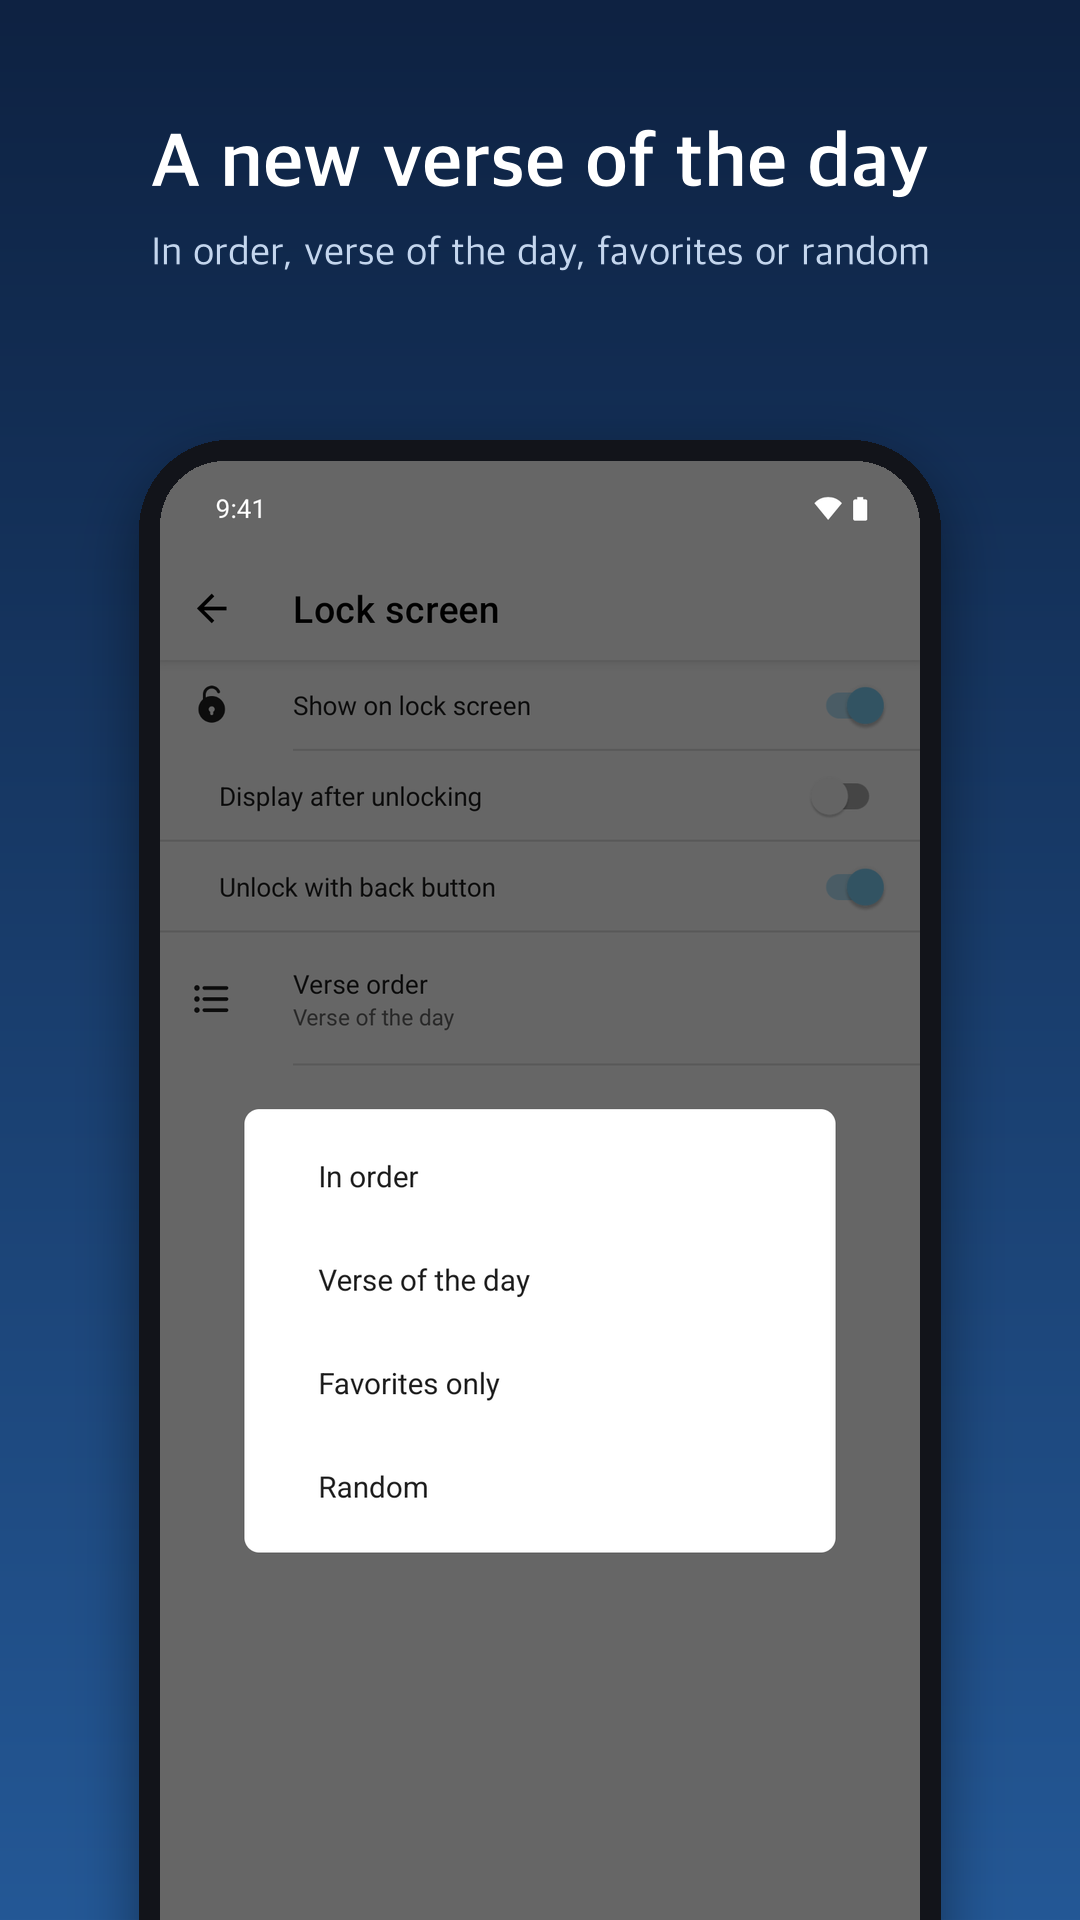 A new verse of the day
In order, verse of the day, favorites or random
9:41
Lock screen
Show on lock screen
Display after unlocking
Unlock with back button
Verse order
Verse of the day
In order
Verse of the day
Favorites only
Random